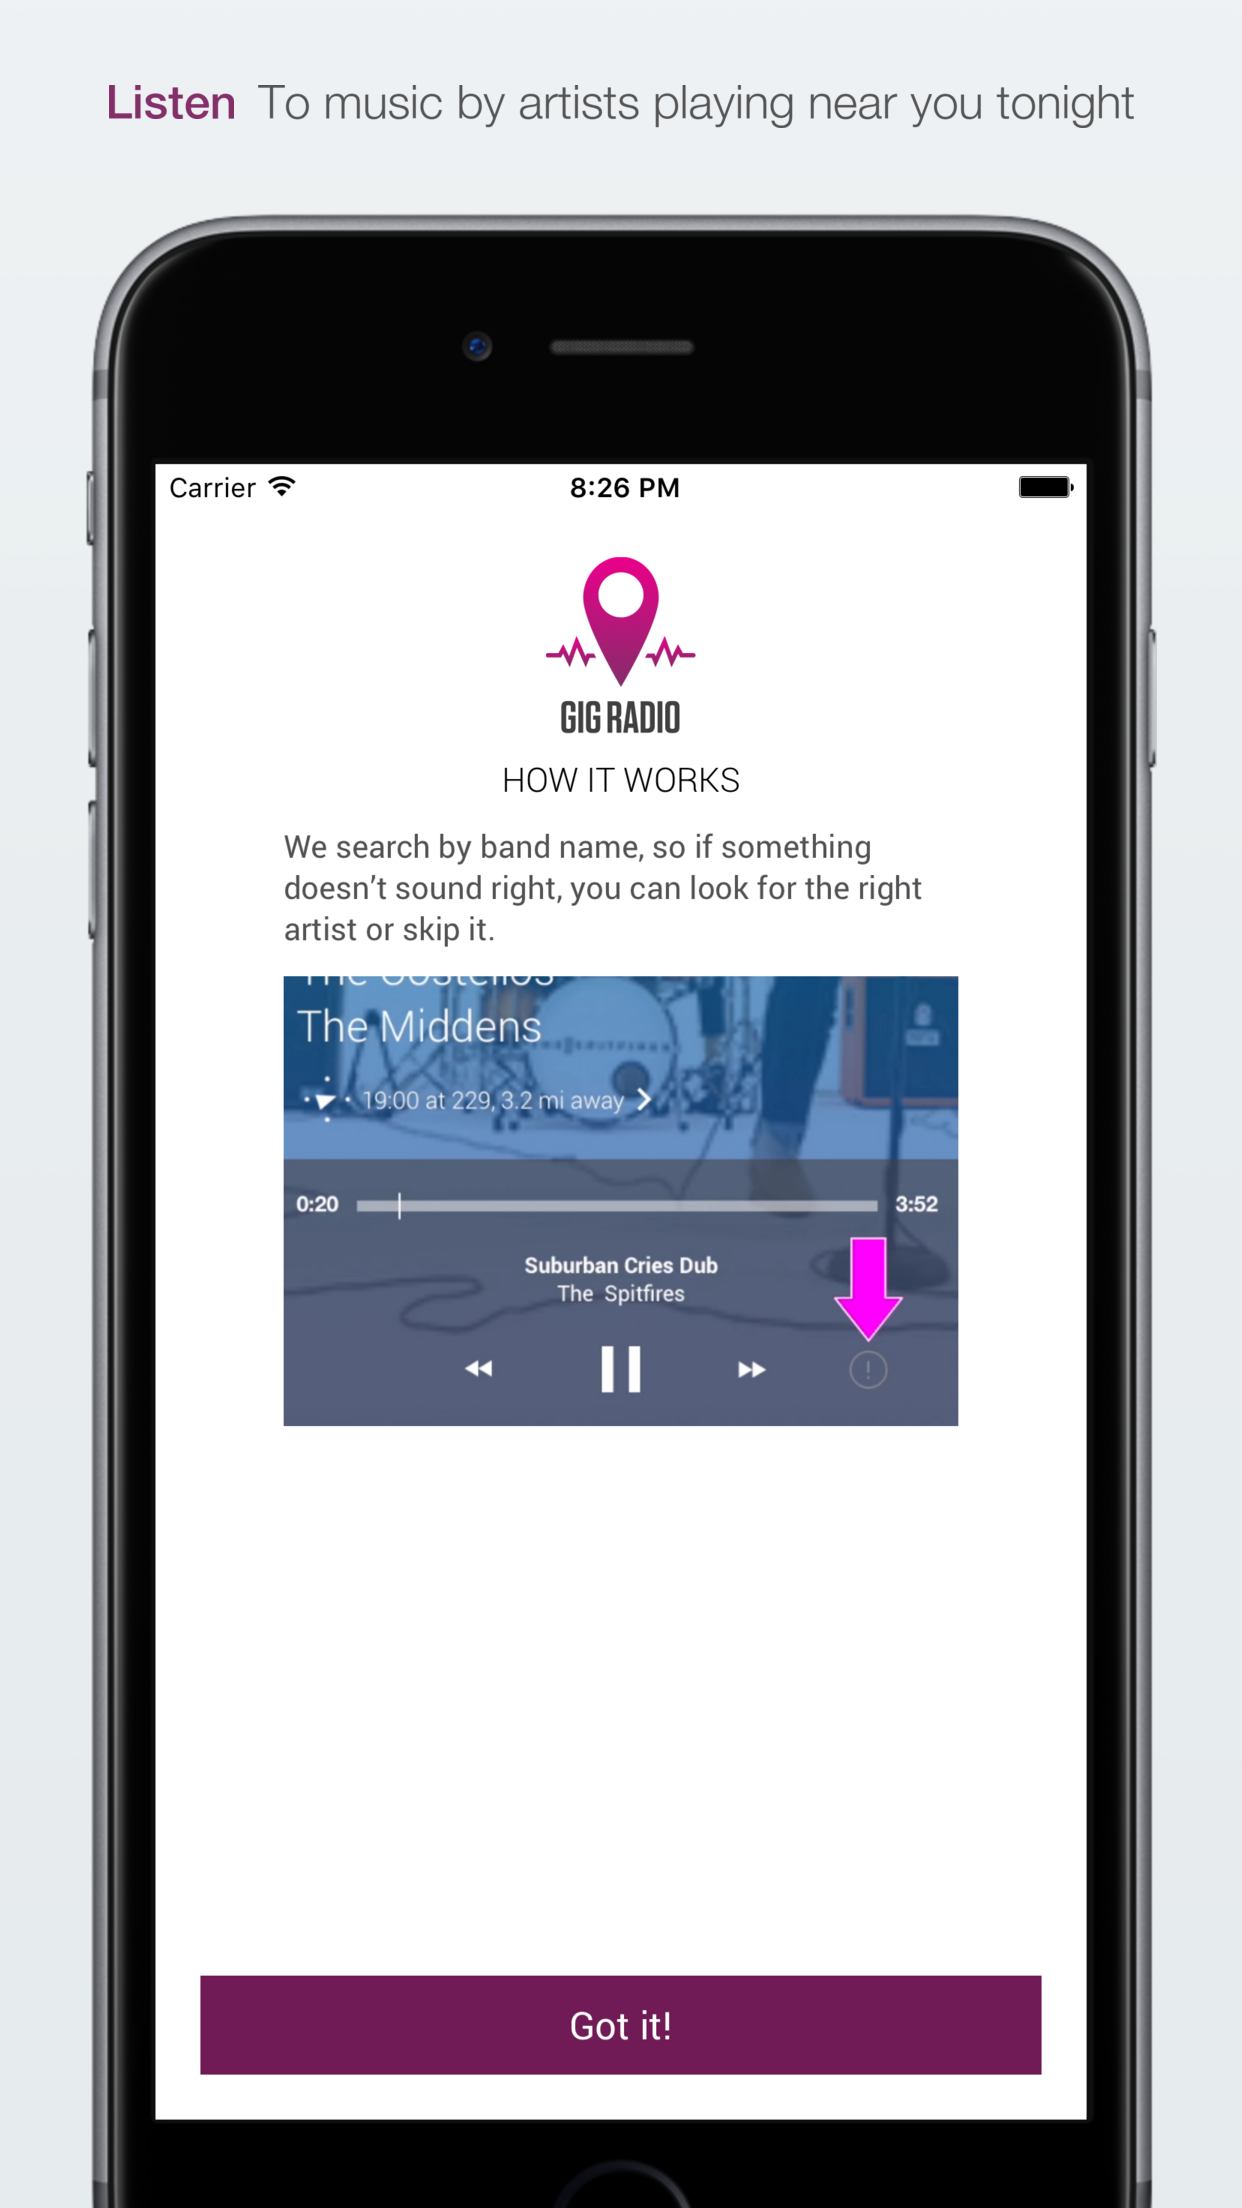 Listen To music by artists playing near you tonight
Carrier
8:26 PM
GIG RADIO
HOW IT WORKS
We search by band name, so if something
doesn’t sound right, you can look for the right
artist or skip it.
The Costellos
The Middens
19:00 at 229, 3.2 mi away
0:20
3:52
Suburban Cries Dub
The Spitfires
Got it!